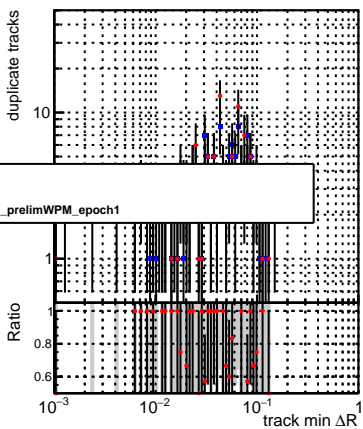 duplicate tracks
10
_prelimWPM_epoch1
1
Ratio
1
0.8
0.6
10⁻³ 10⁻² 10⁻¹ 1
track min ΔR